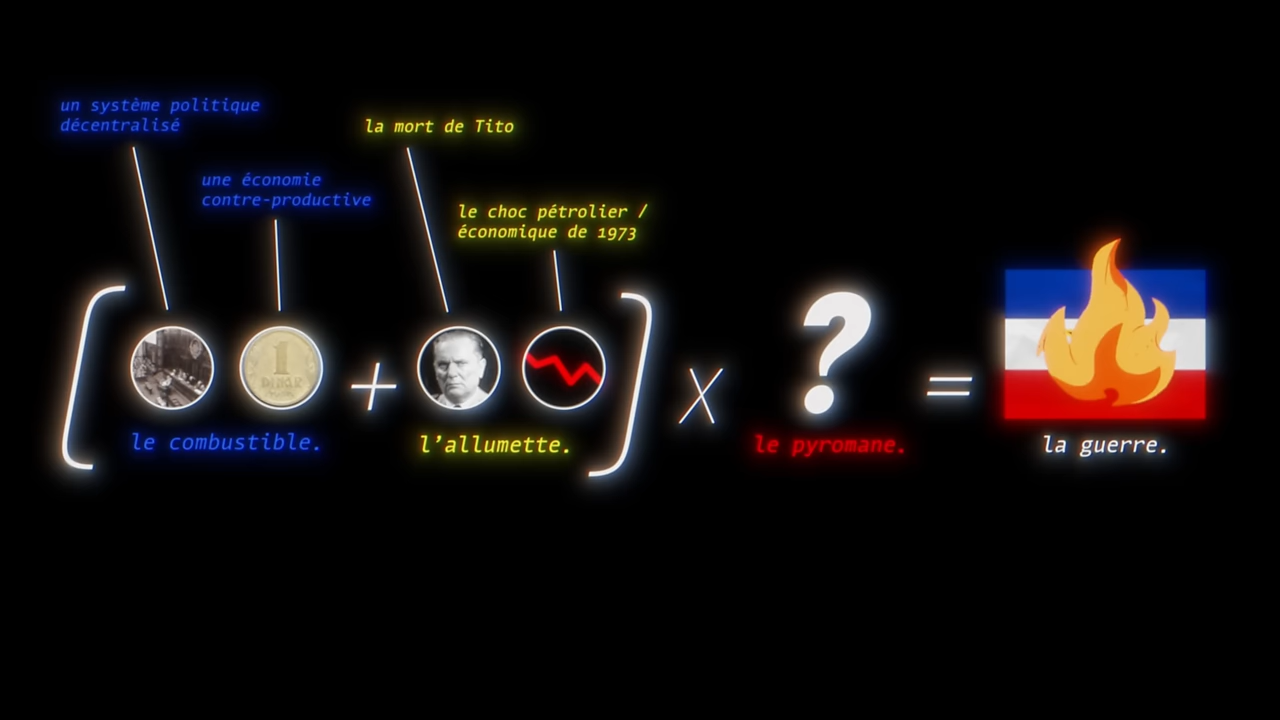 un système politique
décentralisé
une économie
contre-productive
la mort de Tito
le choc pétrolier /
économique de 1973
1
DINAR
+
x
?
=
le combustible.
l'allumette.
le pyromane.
la guerre.